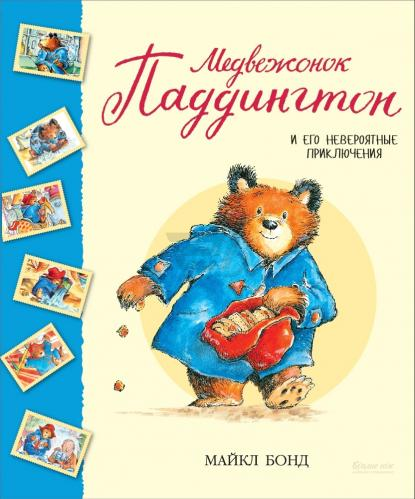 Медвежонок
Паддингтон
и его невероятные
приключения
МАЙКЛ БОНД